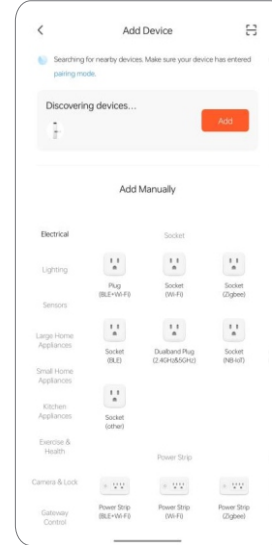 Add Device
Searching for nearby devices. Make sure your device has entered
pairing mode.
Discovering devices...
Add
Add Manually
Electrical
Lighting
Sensors
Large Home
Appliances
Small Home
Appliances
Kitchen
Appliances
Exercise &
Health
Camera & Lock
Gateway
Control
Socket
Plug
(BLE+Wi-Fi)
Socket
(Wi-Fi)
Socket
(Zigbee)
Socket
(BLE)
Dualband Plug
(2.4GHz&5GHz)
Socket
(NB-IoT)
Socket
(other)
Power Strip
Power Strip
(BLE+Wi-Fi)
Power Strip
(Wi-Fi)
Power Strip
(Zigbee)